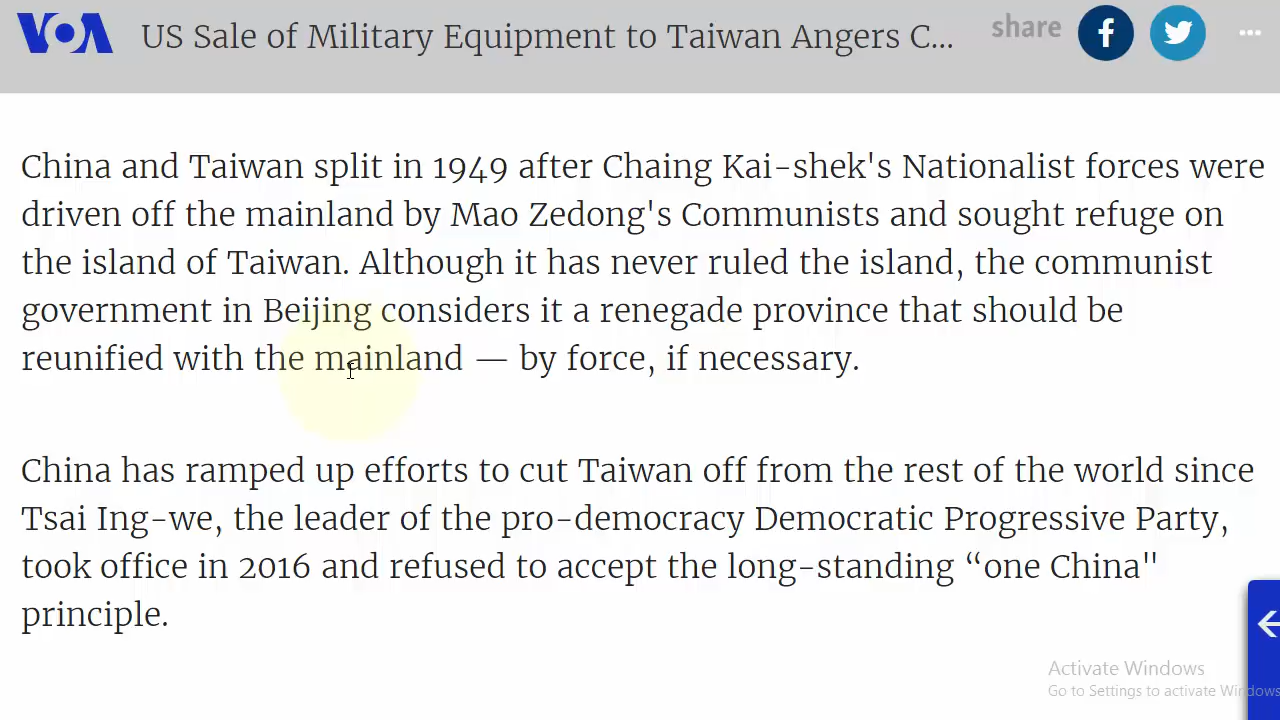 VOA US Sale of Military Equipment to Taiwan Angers C... share
China and Taiwan split in 1949 after Chaing Kai-shek's Nationalist forces were
driven off the mainland by Mao Zedong's Communists and sought refuge on
the island of Taiwan. Although it has never ruled the island, the communist
government in Beijing considers it a renegade province that should be
reunified with the mainland — by force, if necessary.
China has ramped up efforts to cut Taiwan off from the rest of the world since
Tsai Ing-we, the leader of the pro-democracy Democratic Progressive Party,
took office in 2016 and refused to accept the long-standing “one China"
principle.
Activate Windows
Go to Settings to activate Windows